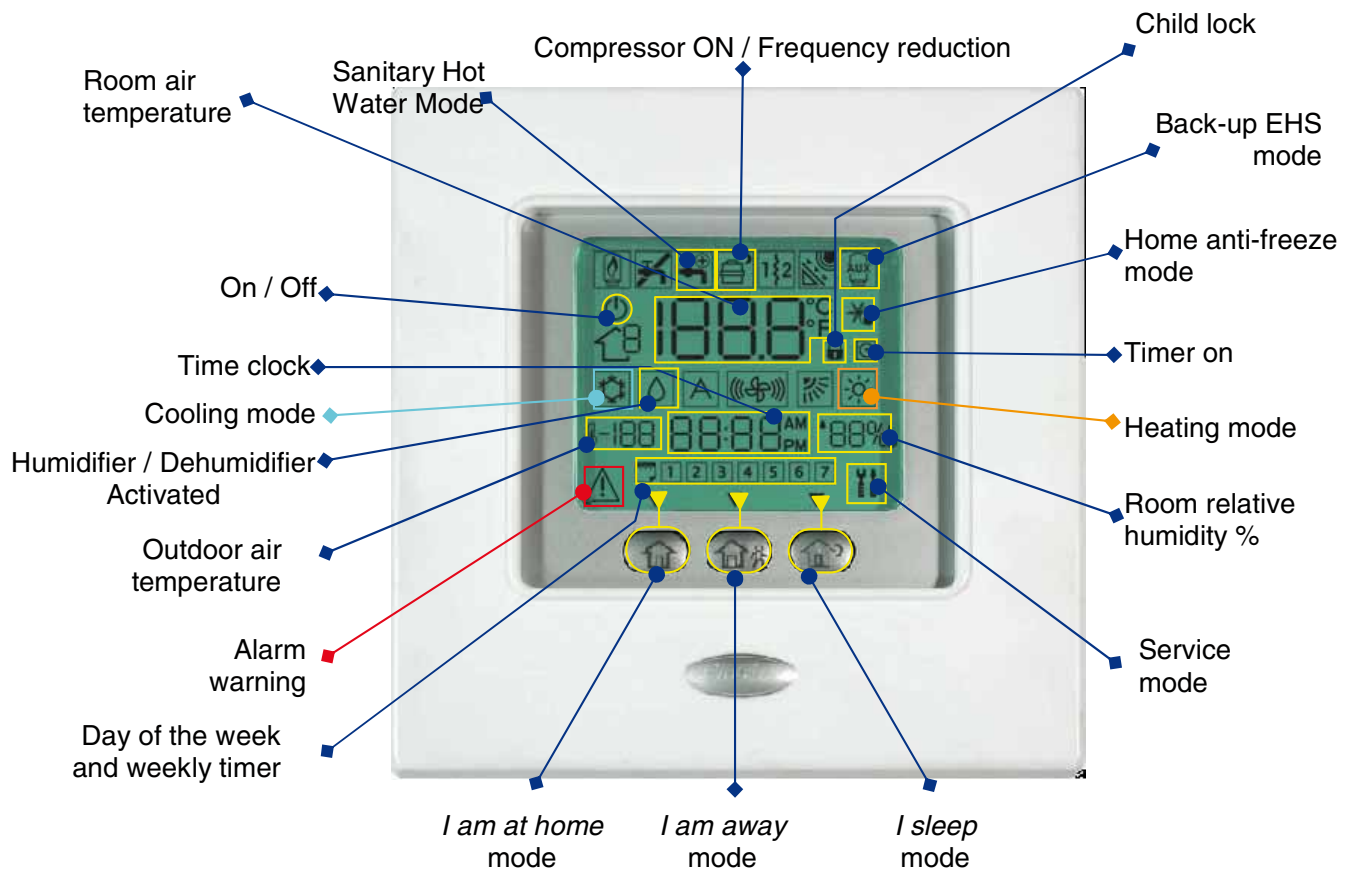 Child lock
Compressor ON / Frequency reduction
Sanitary Hot
Water Mode
Room air
temperature
Back-up EHS
mode
Home anti-freeze
mode
On / Off
Time clock
Timer on
Cooling mode
Heating mode
Humidifier / Dehumidifier
Activated
Room relative
humidity %
Outdoor air
temperature
Alarm
warning
Service
mode
Day of the week
and weekly timer
I am at home
mode
I am away
mode
I sleep
mode
1 2
AUX
188.8 °C
°F
8
A
-188
88:88 AM
PM
88%
1 2 3 4 5 6 7